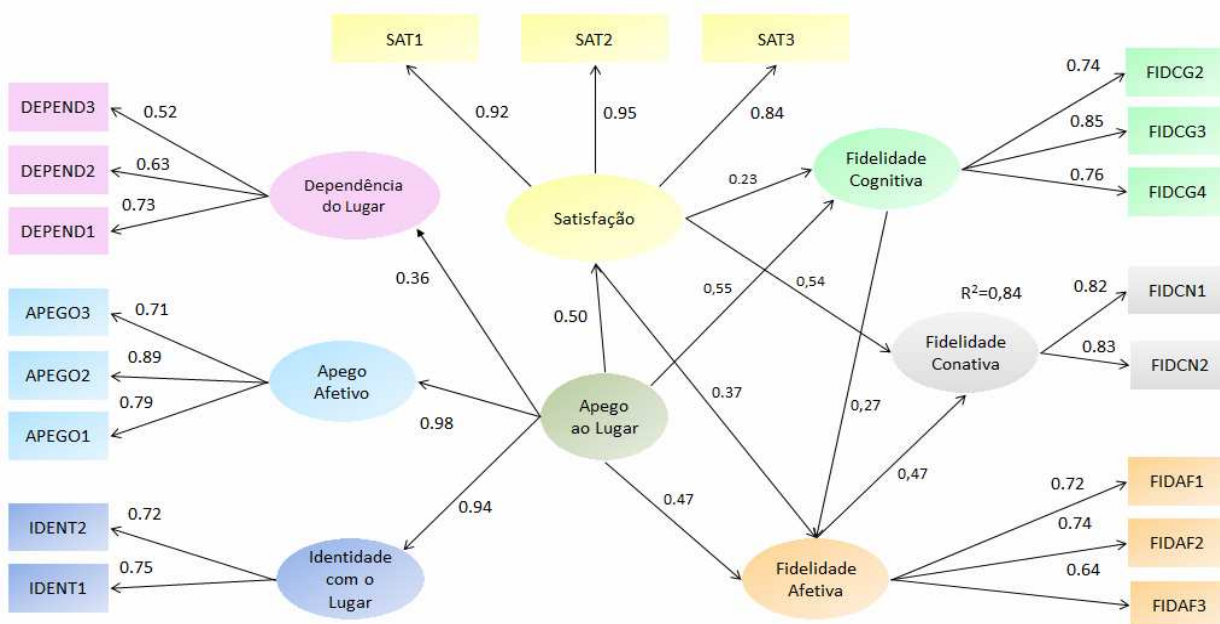 SAT1
SAT2
SAT3
0.92
0.95
0.84
DEPEND3
DEPEND2
DEPEND1
0.52
0.63
0.73
Dependência
do Lugar
Satisfação
0.23
Fidelidade
Cognitiva
0.74
0.85
0.76
FIDCG2
FIDCG3
FIDCG4
0.36
0.50
0,55
0,54
R²=0,84
Fidelidade
Conativa
0.82
0.83
FIDCN1
FIDCN2
APEGO3
APEGO2
APEGO1
0.71
0.89
0.79
Apego
Afetivo
0.98
Apego
ao Lugar
0.37
0,27
0,47
0.94
0.47
IDENT2
IDENT1
0.72
0.75
Identidade
com o
Lugar
Fidelidade
Afetiva
0.72
0.74
0.64
FIDAF1
FIDAF2
FIDAF3